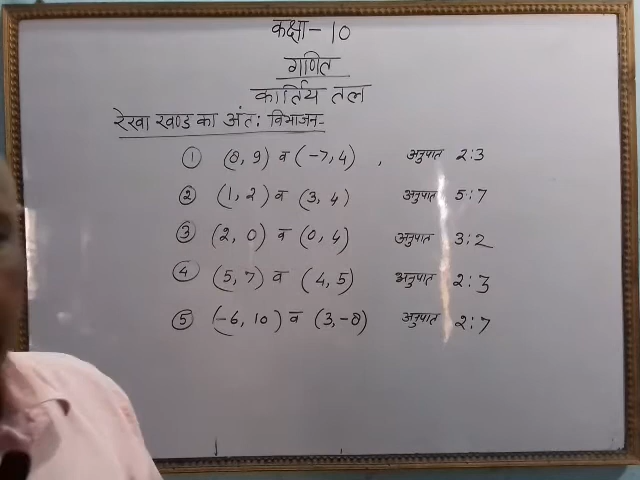 कक्षा - 10
गणित
कार्तिय तल
रेखा खण्ड का अंत: विभाजन:-
① (8, 9) व (-7, 4) , अनुपात 2:3
② (1, 2) व (3, 4) अनुपात 5:7
③ (2, 0) व (0, 4) अनुपात 3:2
④ (5, 7) व (4, 5) अनुपात 2:3
⑤ (-6, 10) व (3, -8) अनुपात 2:7